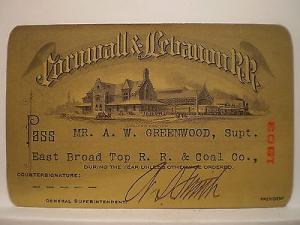 Cornwall & Lebanon R.R.
Pass MR. A. W. GREENWOOD, Supt.
East Broad Top R. R. & Coal Co.,
DURING THE YEAR UNLESS OTHERWISE ORDERED.
1903
COUNTERSIGNATURE:
GENERAL SUPERINTENDENT.
PRESIDENT.